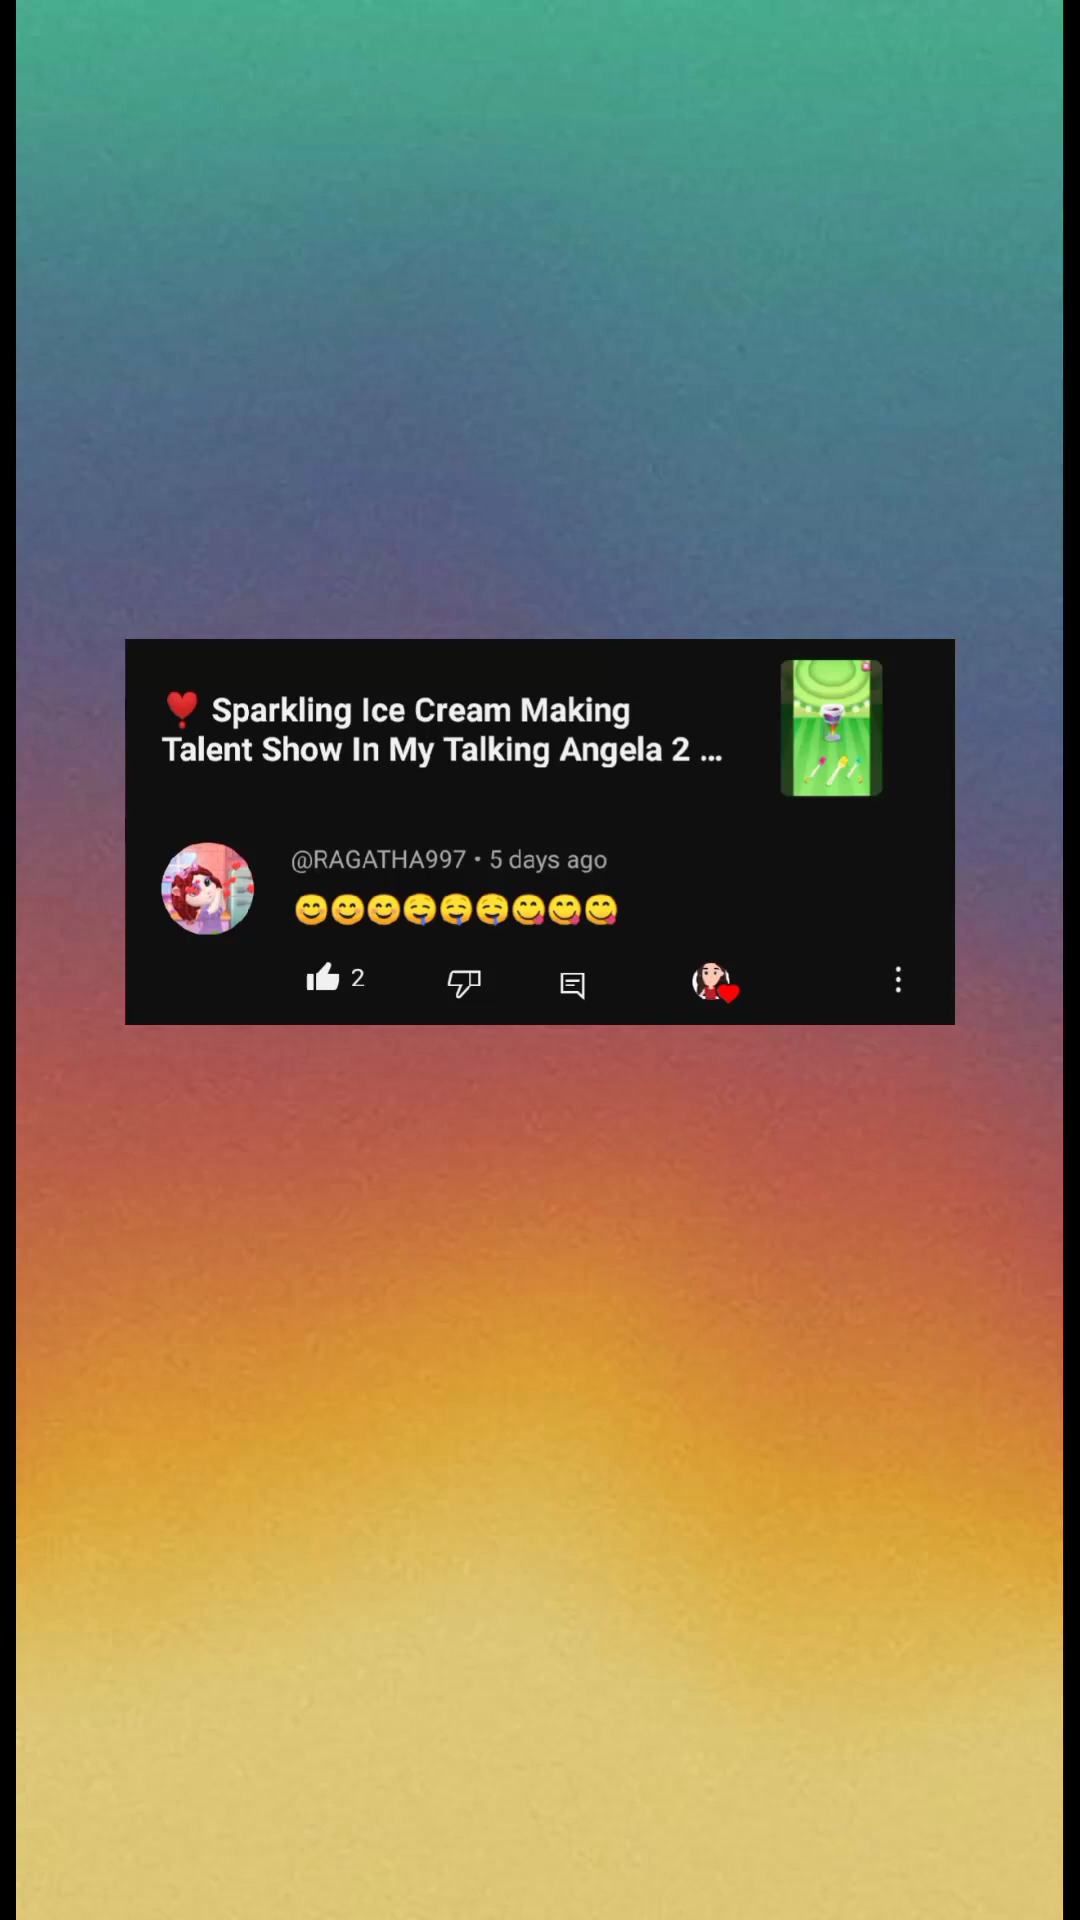 ❣️ Sparkling Ice Cream Making
Talent Show In My Talking Angela 2 ...
@RAGATHA997 • 5 days ago
😊😊😊🤤🤤🤤😋😋😋
2